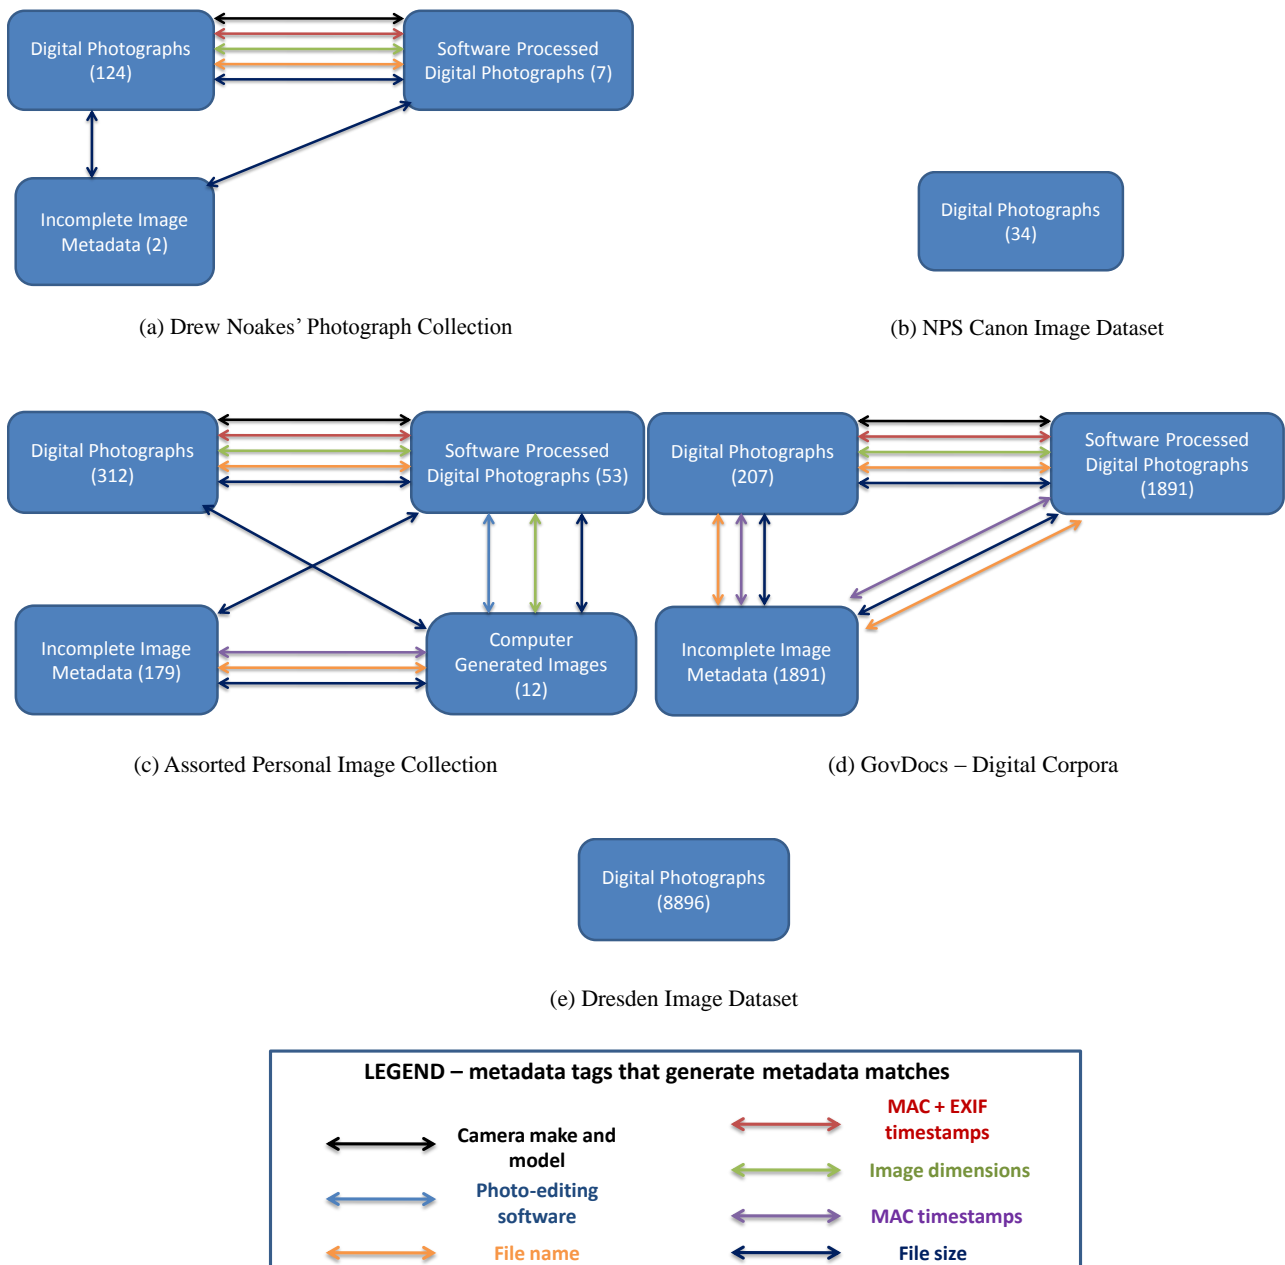 Digital Photographs
(124)
Software Processed
Digital Photographs (7)
Incomplete Image
Metadata (2)
(a) Drew Noakes’ Photograph Collection
Digital Photographs
(34)
(b) NPS Canon Image Dataset
Digital Photographs
(312)
Software Processed
Digital Photographs (53)
Incomplete Image
Metadata (179)
Computer
Generated Images
(12)
(c) Assorted Personal Image Collection
Digital Photographs
(207)
Software Processed
Digital Photographs
(1891)
Incomplete Image
Metadata (1891)
(d) GovDocs – Digital Corpora
Digital Photographs
(8896)
(e) Dresden Image Dataset
LEGEND – metadata tags that generate metadata matches
Camera make and
model
Photo-editing
software
File name
MAC + EXIF
timestamps
Image dimensions
MAC timestamps
File size